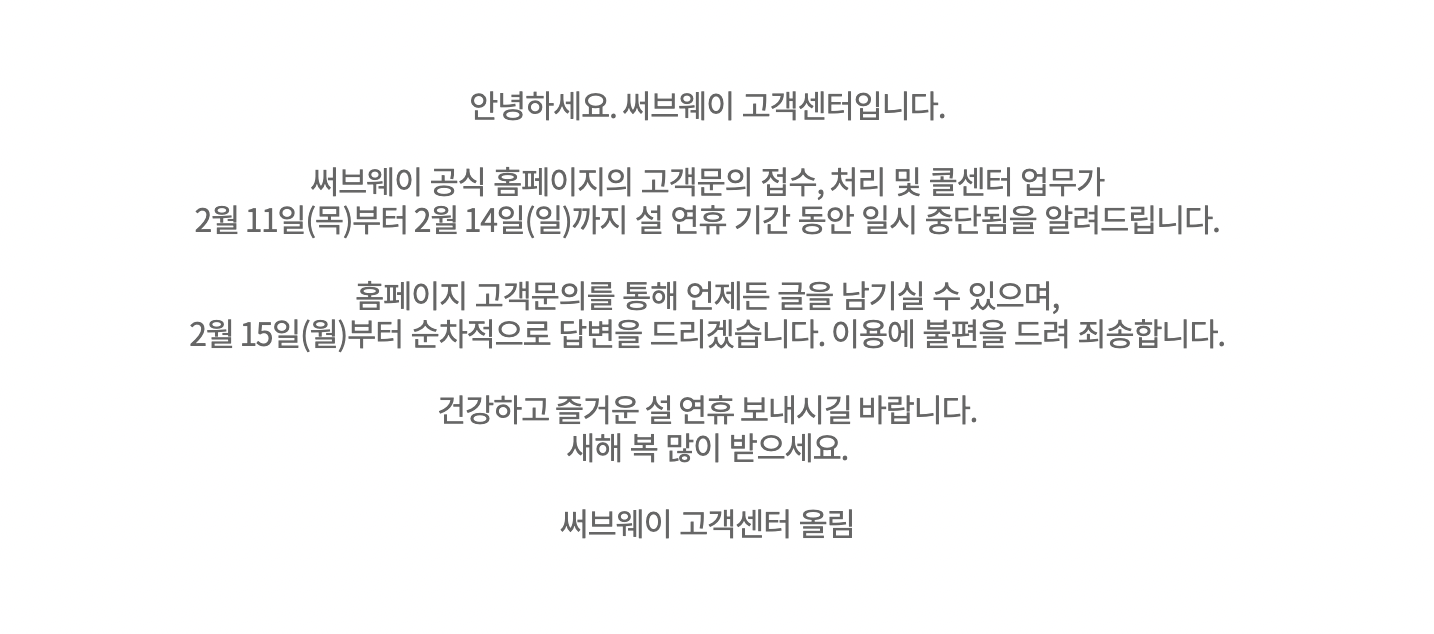 안녕하세요. 써브웨이 고객센터입니다.
써브웨이 공식 홈페이지의 고객문의 접수, 처리 및 콜센터 업무가
2월 11일(목)부터 2월 14일(일)까지 설 연휴 기간 동안 일시 중단됨을 알려드립니다.
홈페이지 고객문의를 통해 언제든 글을 남기실 수 있으며,
2월 15일(월)부터 순차적으로 답변을 드리겠습니다. 이용에 불편을 드려 죄송합니다.
건강하고 즐거운 설 연휴 보내시길 바랍니다.
새해 복 많이 받으세요.
써브웨이 고객센터 올림